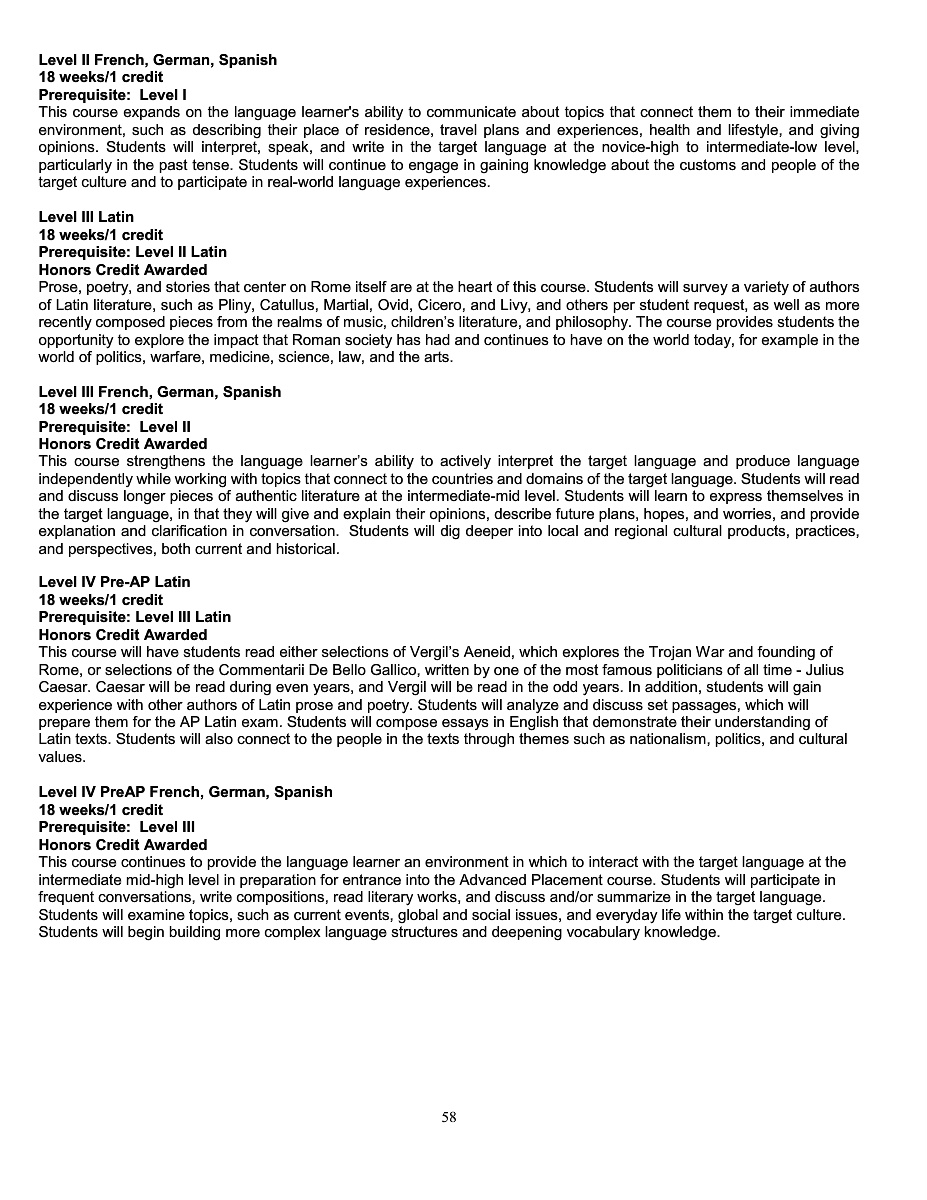 Level II French, German, Spanish
18 weeks/1 credit
Prerequisite:  Level I
This course expands on the language learner's ability to communicate about topics that connect them to their immediate
environment, such as describing their place of residence, travel plans and experiences, health and lifestyle, and giving
opinions. Students will interpret, speak, and write in the target language at the novice-high to intermediate-low level,
particularly in the past tense. Students will continue to engage in gaining knowledge about the customs and people of the
target culture and to participate in real-world language experiences.
Level III Latin
18 weeks/1 credit
Prerequisite: Level II Latin
Honors Credit Awarded
Prose, poetry, and stories that center on Rome itself are at the heart of this course. Students will survey a variety of authors
of Latin literature, such as Pliny, Catullus, Martial, Ovid, Cicero, and Livy, and others per student request, as well as more
recently composed pieces from the realms of music, children’s literature, and philosophy. The course provides students the
opportunity to explore the impact that Roman society has had and continues to have on the world today, for example in the
world of politics, warfare, medicine, science, law, and the arts.
Level III French, German, Spanish
18 weeks/1 credit
Prerequisite:  Level II
Honors Credit Awarded
This course strengthens the language learner’s ability to actively interpret the target language and produce language
independently while working with topics that connect to the countries and domains of the target language. Students will read
and discuss longer pieces of authentic literature at the intermediate-mid level. Students will learn to express themselves in
the target language, in that they will give and explain their opinions, describe future plans, hopes, and worries, and provide
explanation and clarification in conversation.  Students will dig deeper into local and regional cultural products, practices,
and perspectives, both current and historical.
Level IV Pre-AP Latin
18 weeks/1 credit
Prerequisite: Level III Latin
Honors Credit Awarded
This course will have students read either selections of Vergil’s Aeneid, which explores the Trojan War and founding of
Rome, or selections of the Commentarii De Bello Gallico, written by one of the most famous politicians of all time - Julius
Caesar. Caesar will be read during even years, and Vergil will be read in the odd years. In addition, students will gain
experience with other authors of Latin prose and poetry. Students will analyze and discuss set passages, which will
prepare them for the AP Latin exam. Students will compose essays in English that demonstrate their understanding of
Latin texts. Students will also connect to the people in the texts through themes such as nationalism, politics, and cultural
values.
Level IV PreAP French, German, Spanish
18 weeks/1 credit
Prerequisite:  Level III
Honors Credit Awarded
This course continues to provide the language learner an environment in which to interact with the target language at the
intermediate mid-high level in preparation for entrance into the Advanced Placement course. Students will participate in
frequent conversations, write compositions, read literary works, and discuss and/or summarize in the target language.
Students will examine topics, such as current events, global and social issues, and everyday life within the target culture.
Students will begin building more complex language structures and deepening vocabulary knowledge.
58